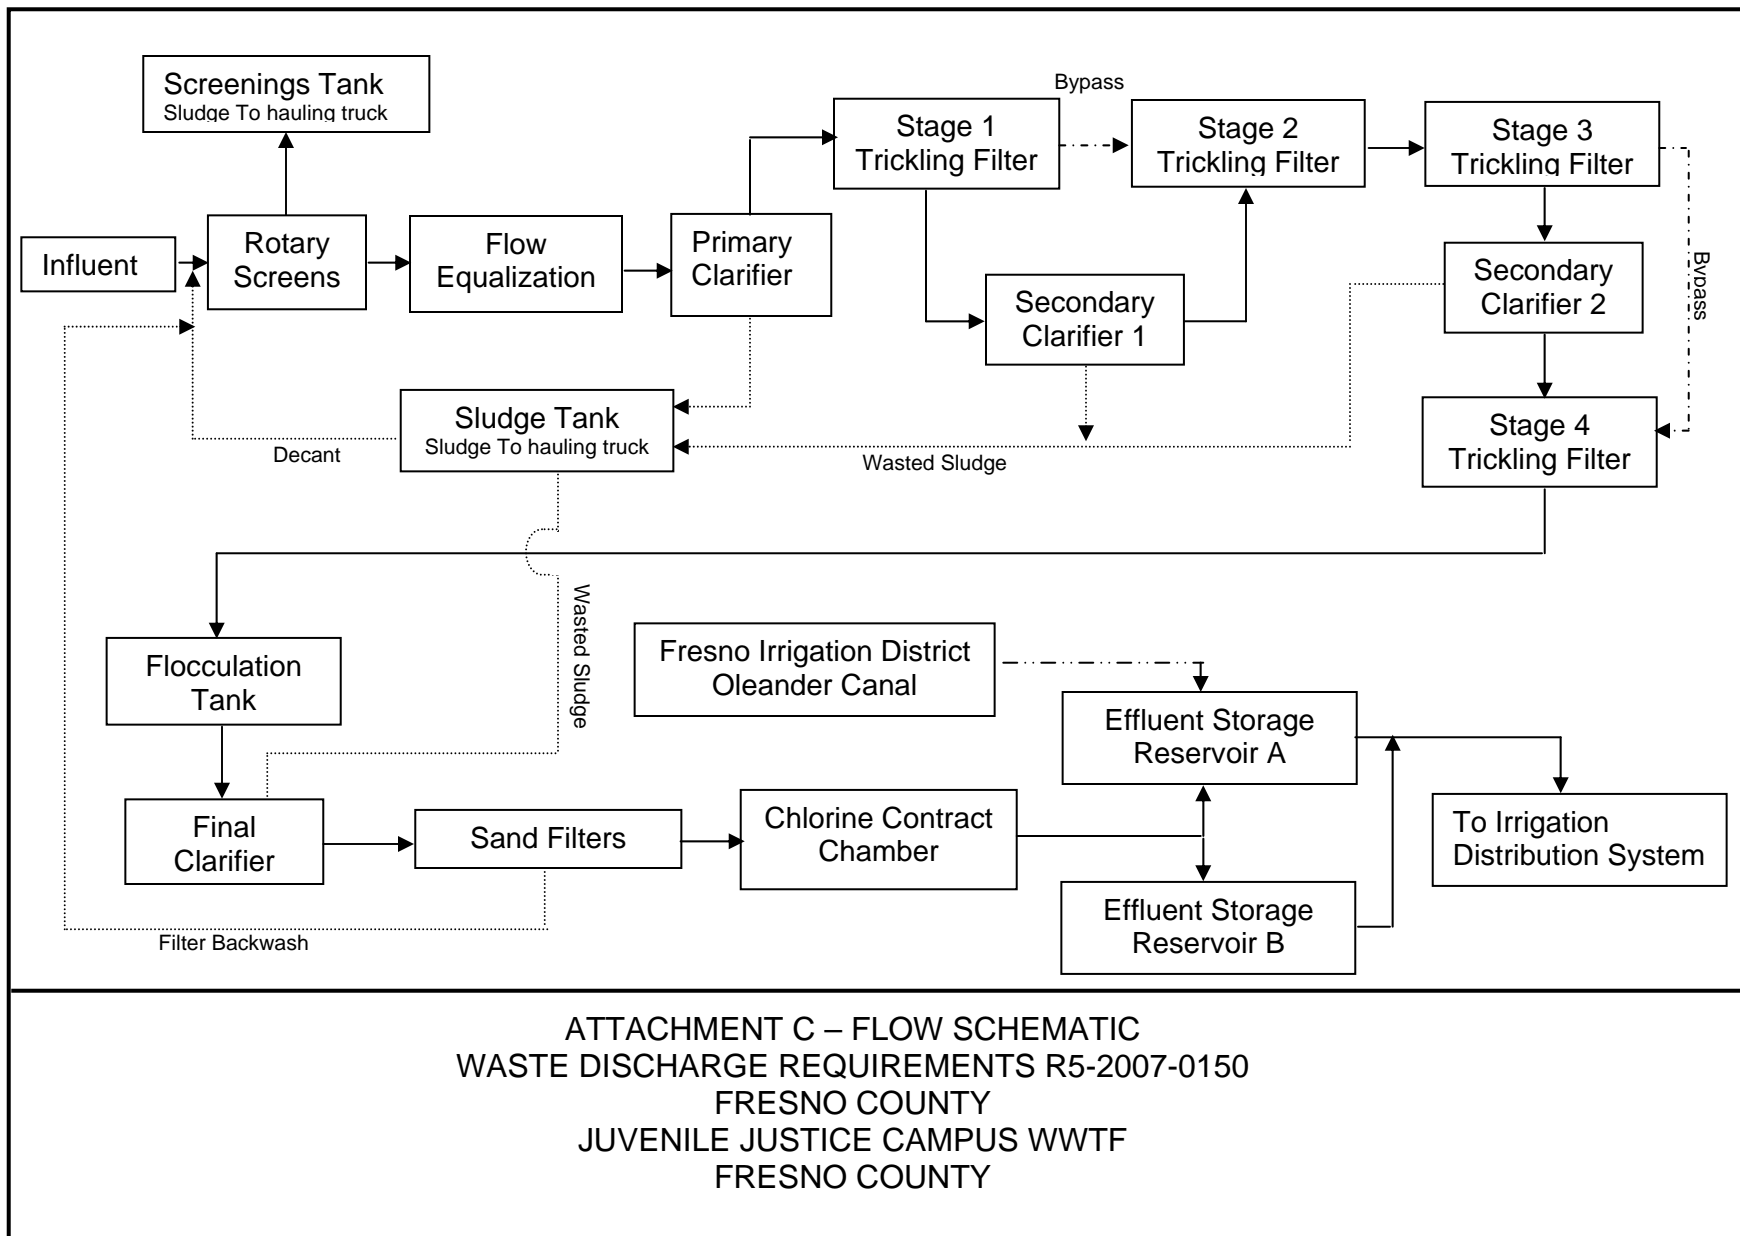 Screenings Tank
Sludge To hauling truck
Bypass
Stage 1
Trickling Filter
Stage 2
Trickling Filter
Stage 3
Trickling Filter
Influent
Rotary
Screens
Flow
Equalization
Primary
Clarifier
Secondary
Clarifier 1
Secondary
Clarifier 2
Bypass
Sludge Tank
Sludge To hauling truck
Decant
Wasted Sludge
Stage 4
Trickling Filter
Wasted Sludge
Flocculation
Tank
Fresno Irrigation District
Oleander Canal
Effluent Storage
Reservoir A
Final
Clarifier
Sand Filters
Chlorine Contract
Chamber
To Irrigation
Distribution System
Effluent Storage
Reservoir B
Filter Backwash
ATTACHMENT C – FLOW SCHEMATIC
WASTE DISCHARGE REQUIREMENTS R5-2007-0150
FRESNO COUNTY
JUVENILE JUSTICE CAMPUS WWTF
FRESNO COUNTY